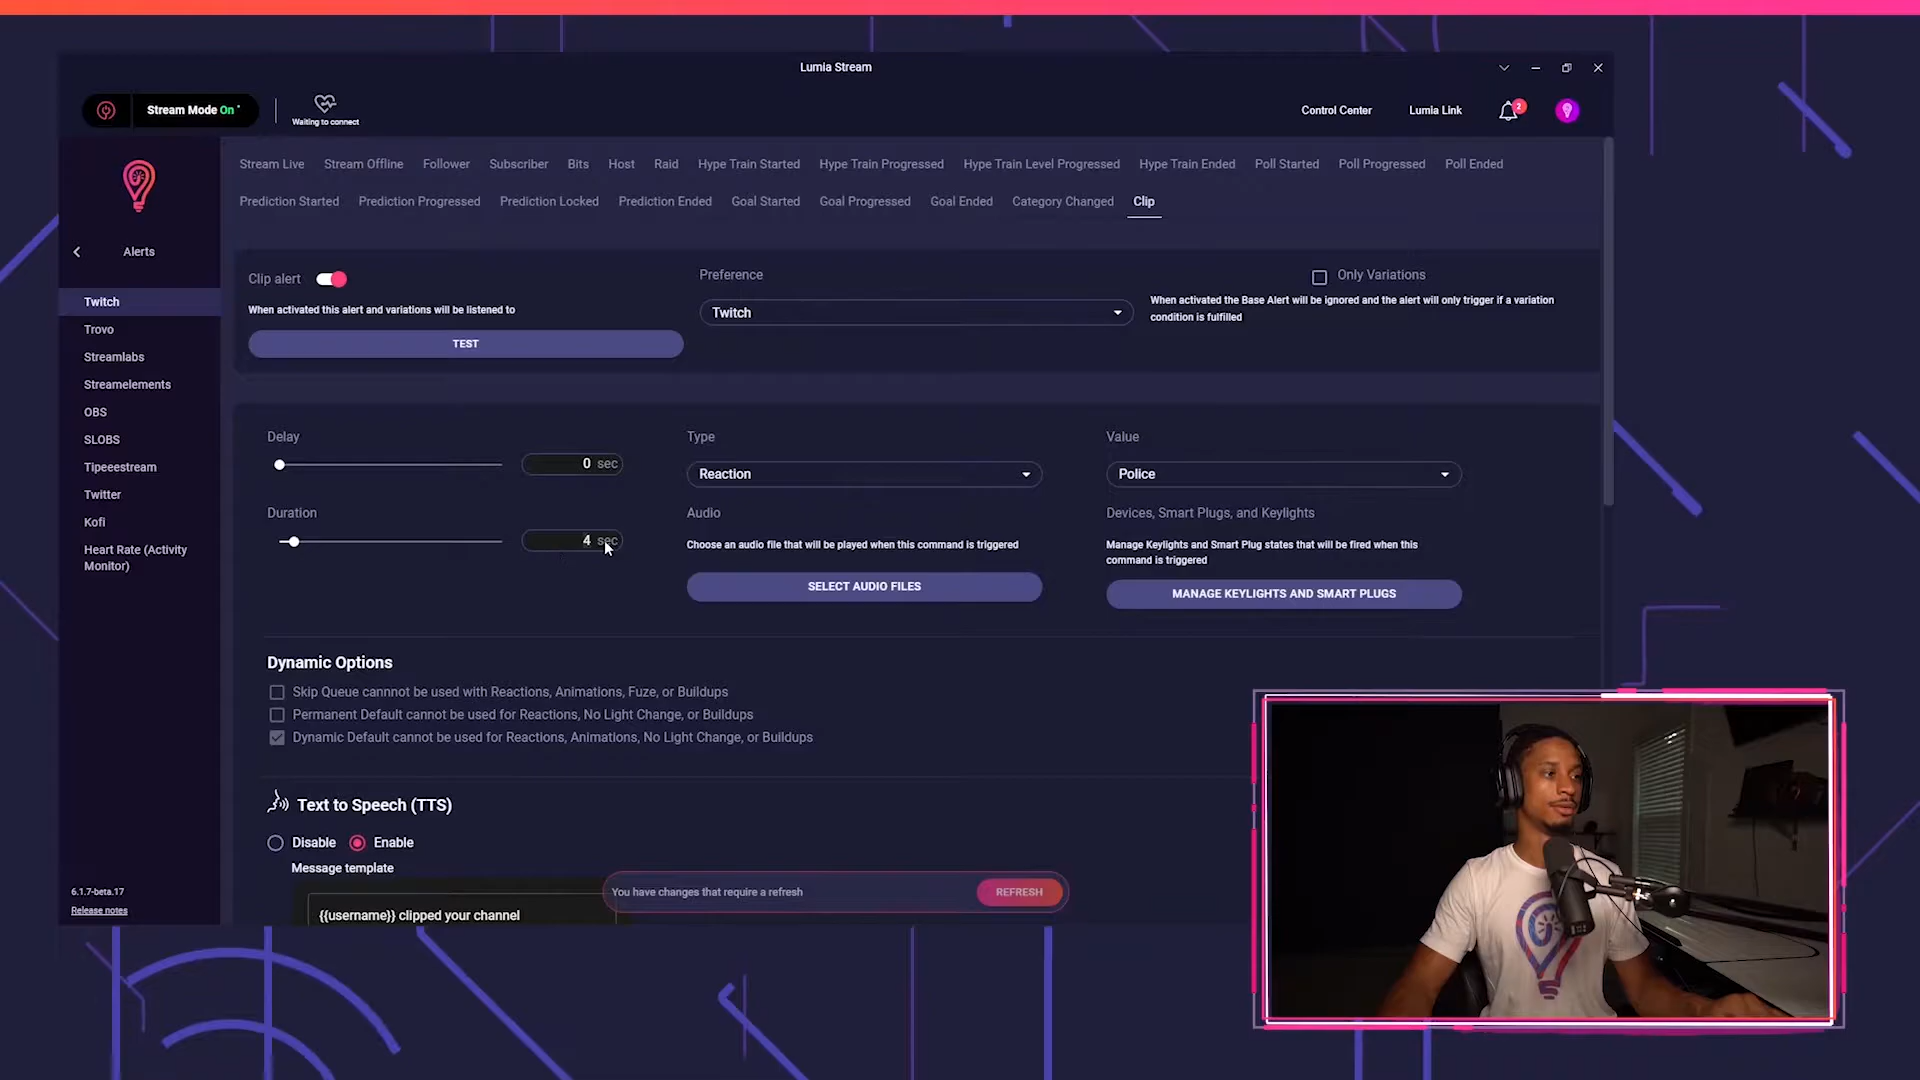 Lumia Stream
Stream Mode On
Waiting to connect
Control Center
Lumia Link
2
Stream Live Stream Offline Follower Subscriber Bits Host Raid Hype Train Started Hype Train Progressed Hype Train Level Progressed Hype Train Ended Poll Started Poll Progressed Poll Ended
Prediction Started Prediction Progressed Prediction Locked Prediction Ended Goal Started Goal Progressed Goal Ended Category Changed Clip
Alerts
Twitch
Trovo
Streamlabs
Streamelements
OBS
SLOBS
Tipeeestream
Twitter
Kofi
Heart Rate (Activity
Monitor)
6.1.7-beta.17
Release notes
Clip alert
When activated this alert and variations will be listened to
TEST
Preference
Twitch
Only Variations
When activated the Base Alert will be ignored and the alert will only trigger if a variation
condition is fulfilled
Delay
0 sec
Duration
4 sec
Type
Reaction
Audio
Choose an audio file that will be played when this command is triggered
SELECT AUDIO FILES
Value
Police
Devices, Smart Plugs, and Keylights
Manage Keylights and Smart Plug states that will be fired when this
command is triggered
MANAGE KEYLIGHTS AND SMART PLUGS
Dynamic Options
Skip Queue cannnot be used with Reactions, Animations, Fuze, or Buildups
Permanent Default cannot be used for Reactions, No Light Change, or Buildups
Dynamic Default cannot be used for Reactions, Animations, No Light Change, or Buildups
Text to Speech (TTS)
Disable Enable
Message template
{{username}} clipped your channel
You have changes that require a refresh
REFRESH